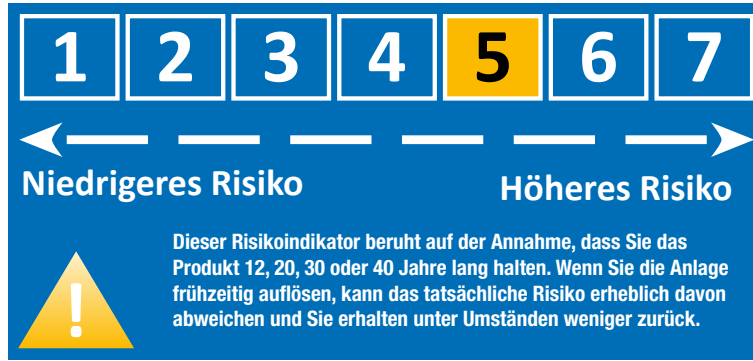 1 2 3 4 5 6 7
Niedrigeres Risiko Höheres Risiko
Dieser Risikoindikator beruht auf der Annahme, dass Sie das
Produkt 12, 20, 30 oder 40 Jahre lang halten. Wenn Sie die Anlage
frühzeitig auflösen, kann das tatsächliche Risiko erheblich davon
abweichen und Sie erhalten unter Umständen weniger zurück.
!